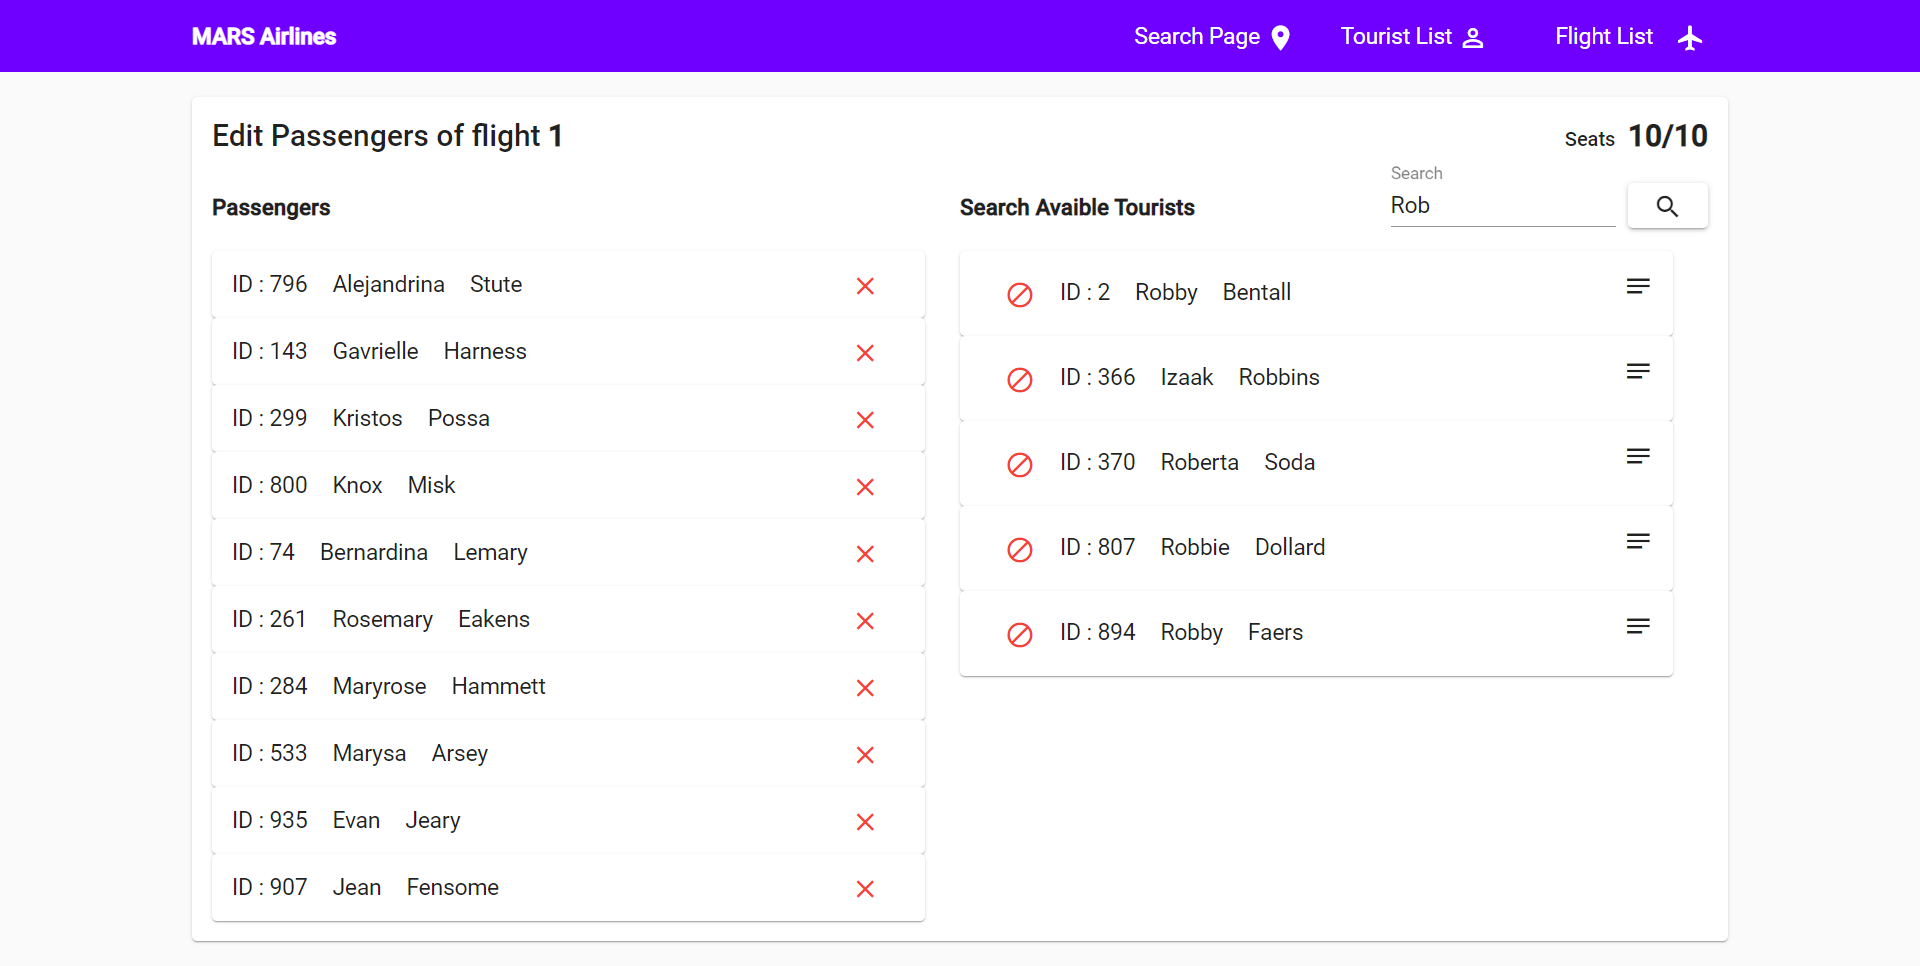 MARS Airlines
Search Page
Tourist List
Flight List
Edit Passengers of flight 1
Seats 10/10
Passengers
Search Avaible Tourists
Search
Rob
ID : 796 Alejandrina Stute
ID : 143 Gavrielle Harness
ID : 299 Kristos Possa
ID : 800 Knox Misk
ID : 74 Bernardina Lemary
ID : 261 Rosemary Eakens
ID : 284 Maryrose Hammett
ID : 533 Marysa Arsey
ID : 935 Evan Jeary
ID : 907 Jean Fensome
ID : 2 Robby Bentall
ID : 366 Izaak Robbins
ID : 370 Roberta Soda
ID : 807 Robbie Dollard
ID : 894 Robby Faers